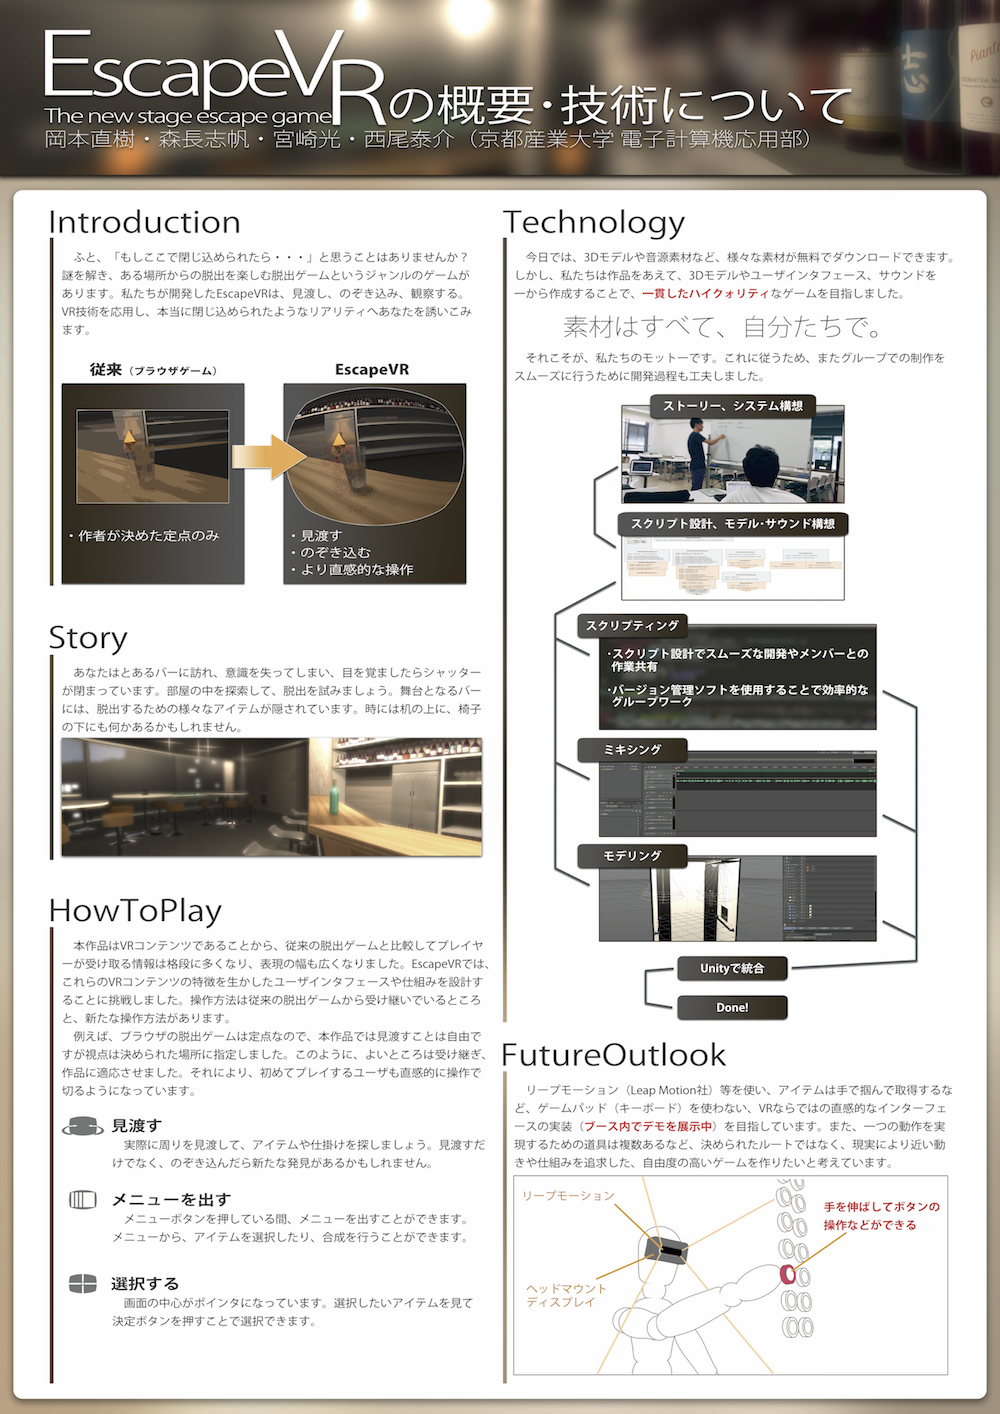 EscapeVRの概要・技術について
The new stage escape game
岡本直樹・森長志帆・宮崎光・西尾泰介（京都産業大学 電子計算機応用部）
Introduction
ふと、「もしここで閉じ込められたら・・・」と思うことはありませんか？
謎を解き、ある場所からの脱出を楽しむ脱出ゲームというジャンルのゲームが
あります。私たちが開発したEscapeVRは、見渡し、のぞき込み、観察する。
VR技術を応用し、本当に閉じ込められたようなリアリティへあなたを誘いこみ
ます。
従来（ブラウザゲーム）
EscapeVR
・作者が決めた定点のみ
・見渡す
・のぞき込む
・より直感的な操作
Story
あなたはとあるバーに訪れ、意識を失ってしまい、目を覚ましたらシャッター
が閉まっています。部屋の中を探索して、脱出を試みましょう。舞台となるバー
には、脱出するための様々なアイテムが隠されています。時には机の上に、椅子
の下にも何かあるかもしれません。
HowToPlay
本作品はVRコンテンツであることから、従来の脱出ゲームと比較してプレイヤ
ーが受け取る情報は格段に多くなり、表現の幅も広くなりました。EscapeVRでは、
これらのVRコンテンツの特徴を生かしたユーザインタフェースや仕組みを設計す
ることに挑戦しました。操作方法は従来の脱出ゲームから受け継いでいるところ
と、新たな操作方法があります。
例えば、ブラウザの脱出ゲームは定点なので、本作品では見渡すことは自由で
すが視点は決められた場所に指定しました。このように、よいところは受け継ぎ、
作品に適応させました。それにより、初めてプレイするユーザも直感的に操作で
切るようになっています。
見渡す
実際に周りを見渡して、アイテムや仕掛けを探しましょう。見渡すだ
けでなく、のぞき込んだら新たな発見があるかもしれません。
メニューを出す
メニューボタンを押している間、メニューを出すことができます。
メニューから、アイテムを選択したり、合成を行うことができます。
選択する
画面の中心がポインタになっています。選択したいアイテムを見て
決定ボタンを押すことで選択できます。
Technology
今日では、3Dモデルや音源素材など、様々な素材が無料でダウンロードできます。
しかし、私たちは作品をあえて、3Dモデルやユーザインタフェース、サウンドを
一から作成することで、一貫したハイクォリティなゲームを目指しました。
素材はすべて、自分たちで。
それこそが、私たちのモットーです。これに従うため、またグループでの制作を
スムーズに行うために開発過程も工夫しました。
ストーリー、システム構想
スクリプト設計、モデル・サウンド構想
スクリプティング
・スクリプト設計でスムーズな開発やメンバーとの
作業共有
・バージョン管理ソフトを使用することで効率的な
グループワーク
ミキシング
モデリング
Unityで統合
Done!
FutureOutlook
リープモーション（Leap Motion社）等を使い、アイテムは手で掴んで取得するな
ど、ゲームパッド（キーボード）を使わない、VRならではの直感的なインターフェ
ースの実装（ブース内でデモを展示中）を目指しています。また、一つの動作を実
現するための道具は複数あるなど、決められたルートではなく、現実により近い動
きや仕組みを追求した、自由度の高いゲームを作りたいと考えています。
リープモーション
手を伸ばしてボタンの
操作などができる
ヘッドマウント
ディスプレイ